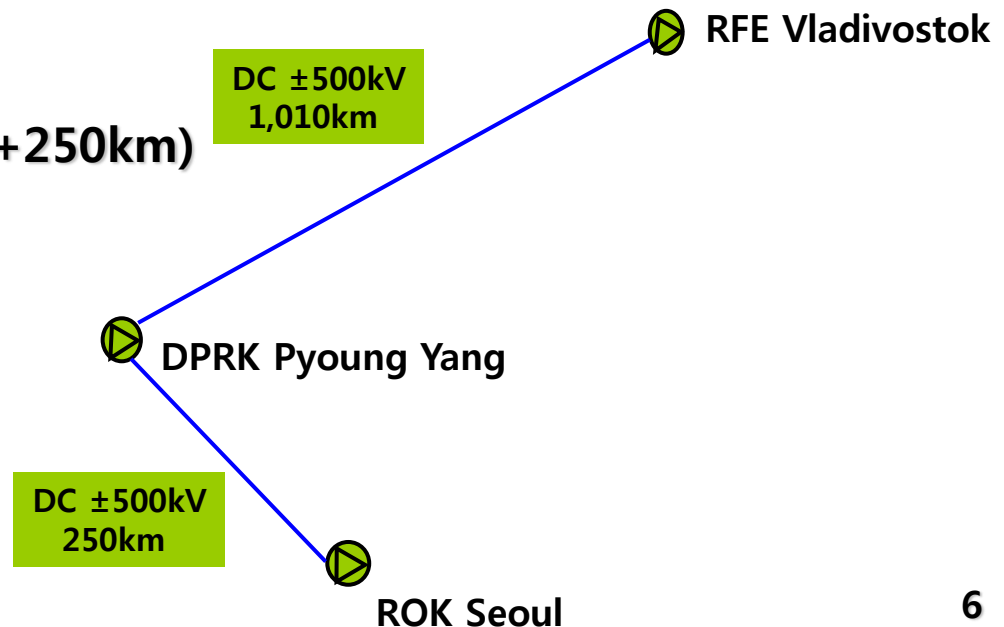 RFE Vladivostok
DC ±500kV
1,010km
+250km)
DPRK Pyoung Yang
DC ±500kV
250km
ROK Seoul
6